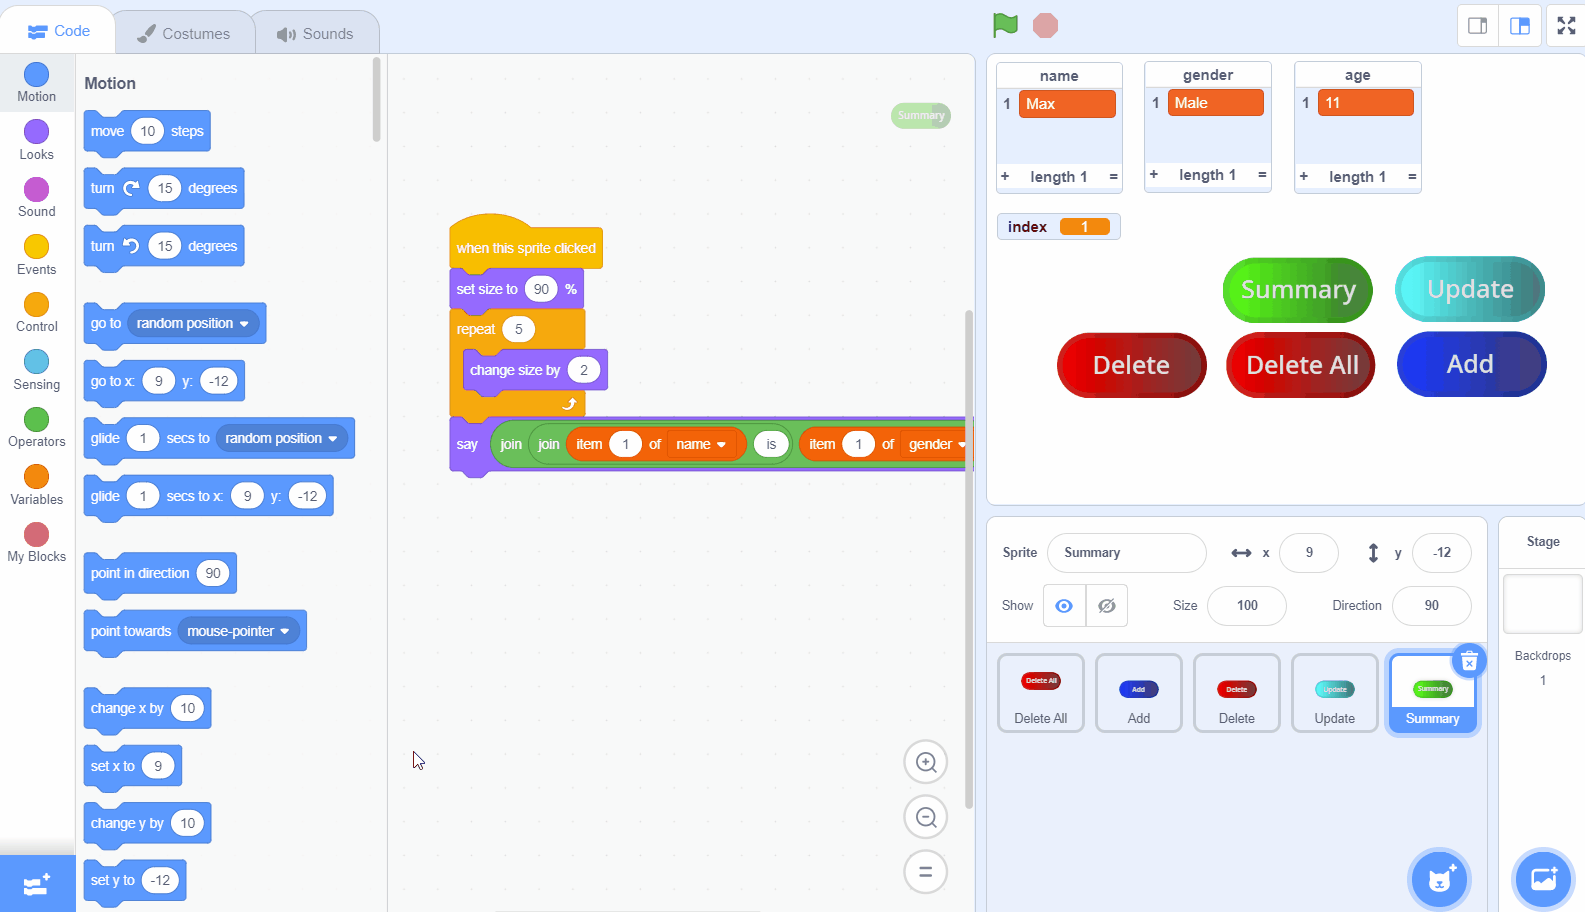 Code
Costumes
Sounds
Motion
Looks
Sound
Events
Control
Sensing
Operators
Variables
My Blocks
Motion
move 10 steps
turn 15 degrees
turn 15 degrees
go to random position
go to x: 9 y: -12
glide 1 secs to random position
glide 1 secs to x: 9 y: -12
point in direction 90
point towards mouse-pointer
change x by 10
set x to 9
change y by 10
set y to -12
Summary
when this sprite clicked
set size to 90 %
repeat 5
change size by 2
say join join item 1 of name is item 1 of gender
name
1 Max
+ length 1 =
gender
1 Male
+ length 1 =
age
1 11
+ length 1 =
index 1
Summary
Update
Delete
Delete All
Add
Sprite Summary x 9 y -12
Show Size 100 Direction 90
Delete All
Delete All
Add
Add
Delete
Delete
Update
Update
Summary
Summary
Stage
Backdrops
1